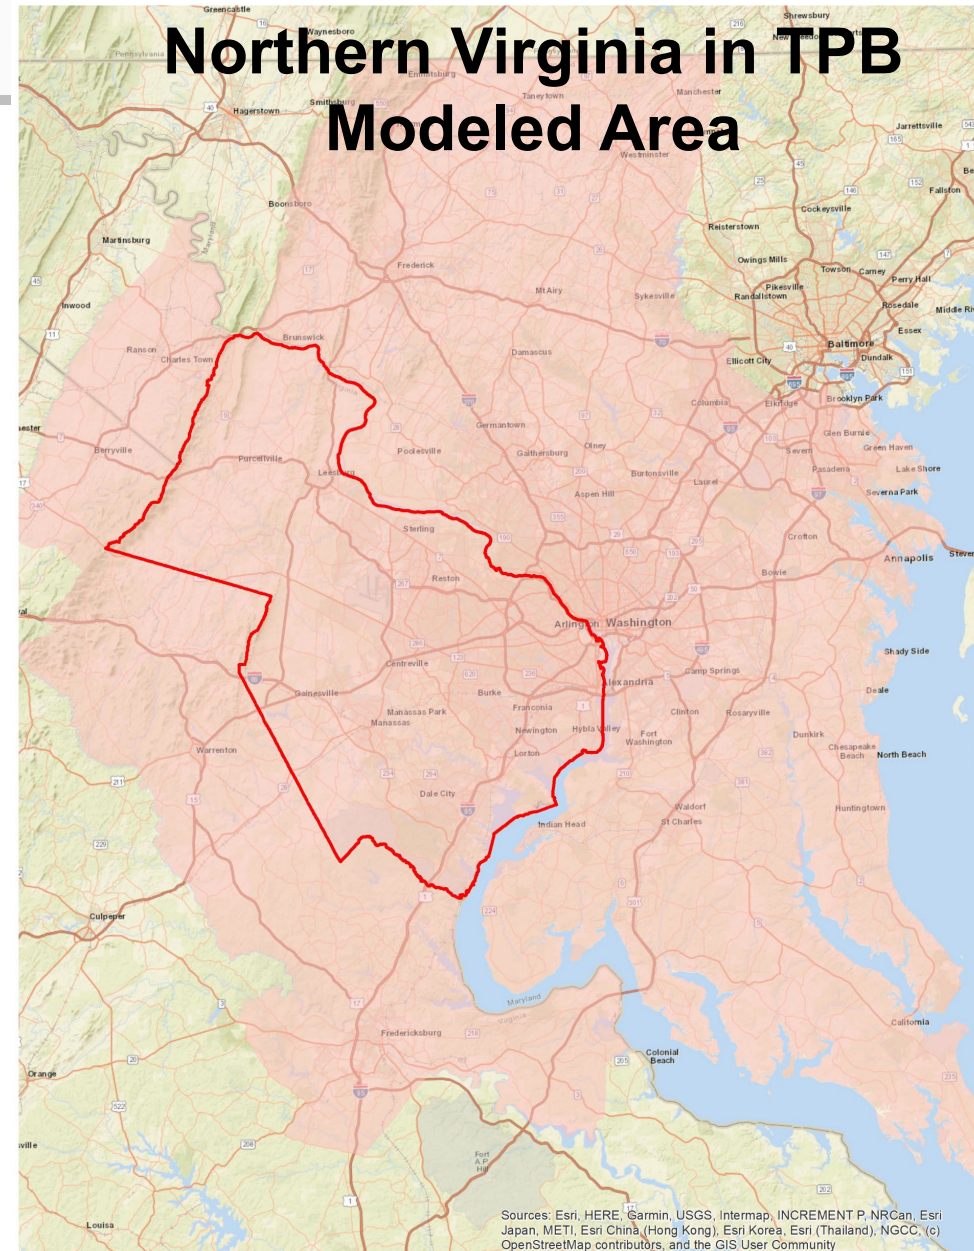 Northern Virginia in TPB
Modeled Area
Greencastle
Shrewsbury
Waynesboro
Pennsylvania
Emmitsburg
Taneytown
Manchester
Smithsburg
Hagerstown
Jarrettsville
Westminster
Fallston
Boonsboro
Cockeysville
Reisterstown
Martinsburg
Maryland
Owings Mills
Towson
Carney
Frederick
Perry Hall
Pikesville
Mt Airy
Sykesville
Randallstown
Inwood
Rosedale
Middle Riv
Essex
Brunswick
Baltimore
Ranson
Charles Town
Damascus
Ellicott City
Dundalk
Columbia
Elkridge
Brooklyn Park
Germantown
Glen Burnie
Olney
Poolesville
Gaithersburg
Severn
Green Haven
Berryville
Purcellville
Leesburg
Burtonsville
Pasadena
Lake Shore
Laurel
Aspen Hill
Severna Park
Sterling
Crofton
Annapolis
Steven
Reston
Bowie
Arlington
Washington
Shady Side
Centreville
Camp Springs
Alexandria
Gainesville
Burke
Deale
Franconia
Manassas Park
Manassas
Clinton
Rosaryville
Newington
Hybla Valley
Fort
Washington
Dunkirk
Chesapeake
Beach
North Beach
Warrenton
Lorton
Dale City
Waldorf
St Charles
Huntingtown
Indian Head
Culpeper
Maryland
Virginia
California
Fredericksburg
Colonial
Beach
Orange
Fort
A P
Hill
Louisa
Sources: Esri, HERE, Garmin, USGS, Intermap, INCREMENT P, NRCan, Esri
Japan, METI, Esri China (Hong Kong), Esri Korea, Esri (Thailand), NGCC, (c)
OpenStreetMap contributors, and the GIS User Community